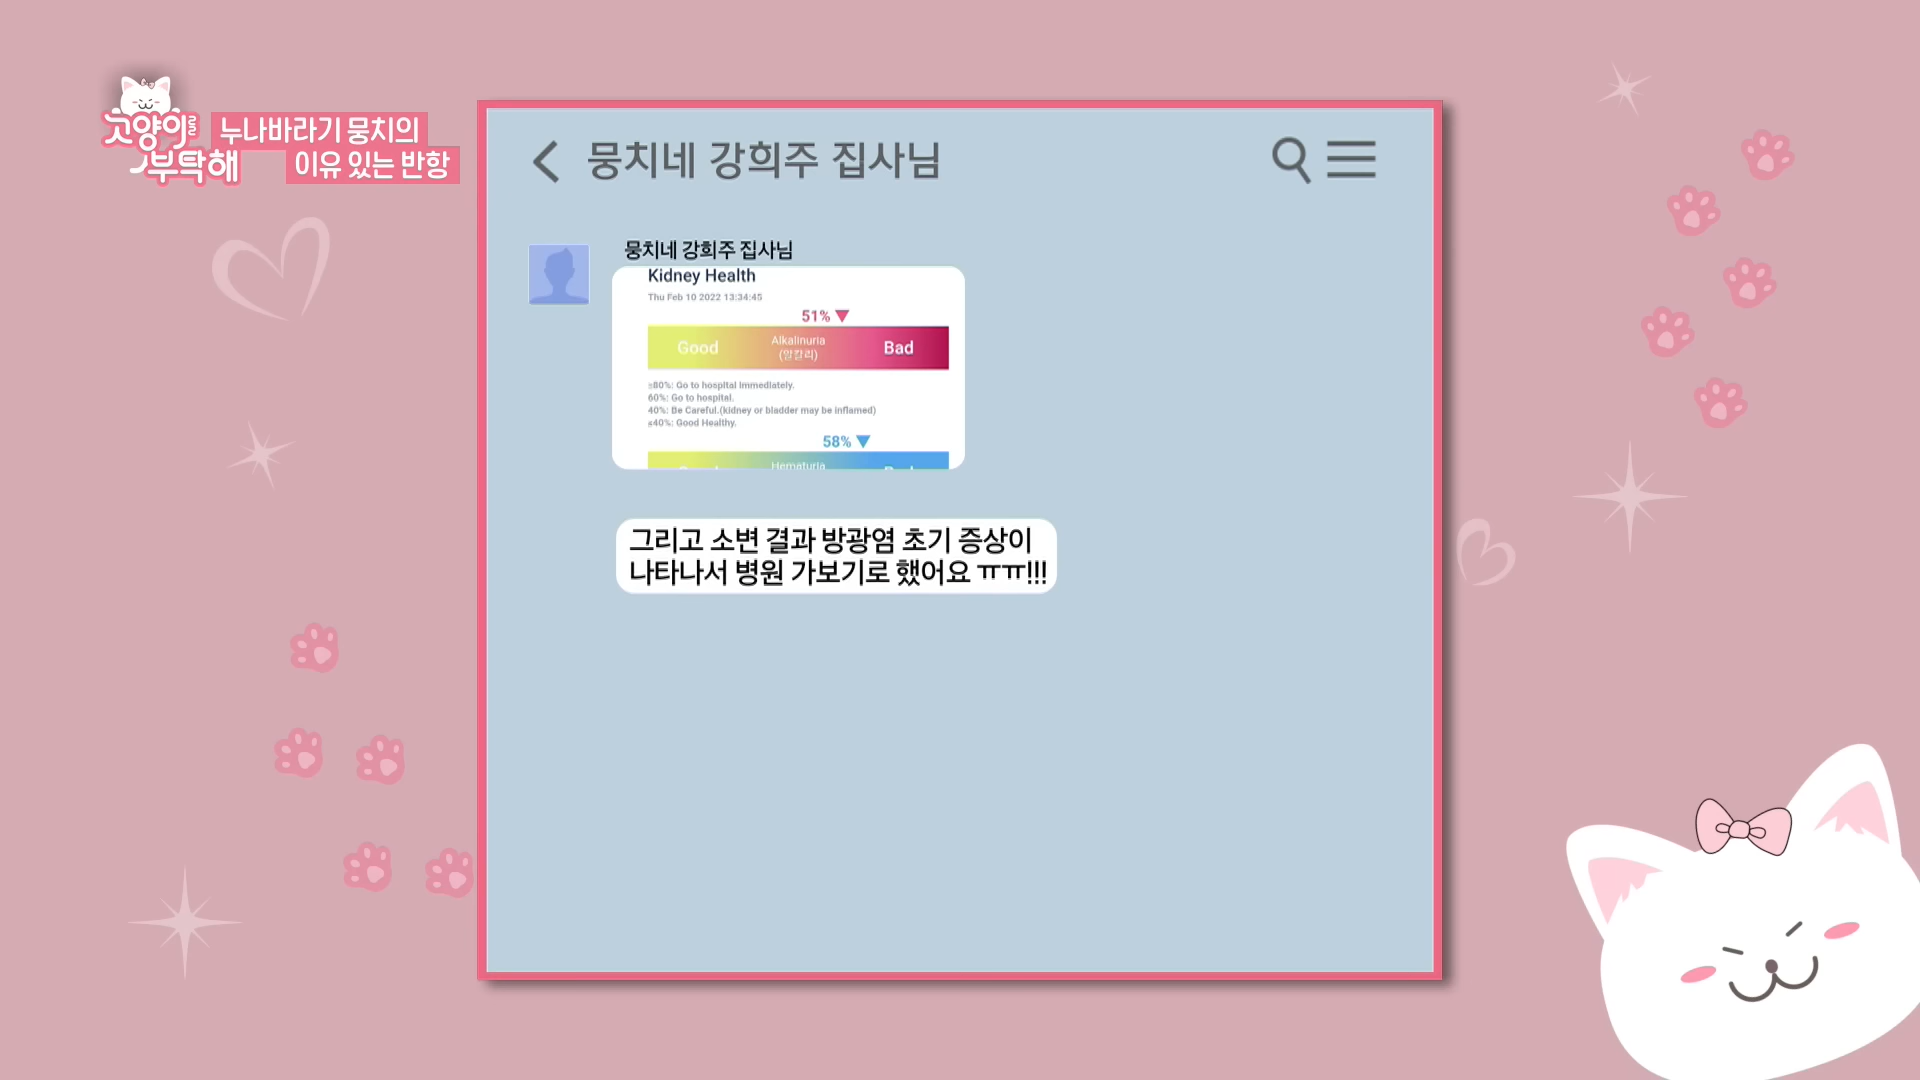 고양이를
부탁해
누나바라기 뭉치의
이유 있는 반항
뭉치네 강희주 집사님
뭉치네 강희주 집사님
Kidney Health
Thu Feb 10 2022 13:34:45
51%
Good
Alkalinuria
(알칼리)
Bad
≥80%: Go to hospital immediately.
60%: Go to hospital.
40%: Be Careful.(kidney or bladder may be inflamed)
≤40%: Good Healthy.
58%
Good
Hematuria
Bad
그리고 소변 결과 방광염 초기 증상이
나타나서 병원 가보기로 했어요 ㅠㅠ!!!